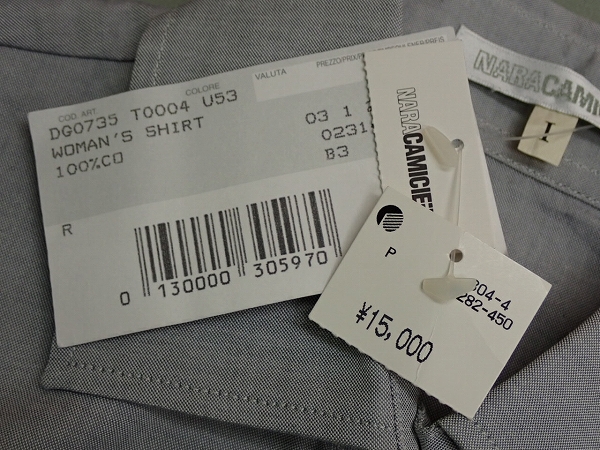 COD. ART COLORE VALUTA
DG0735 T0004 U53
WOMAN'S SHIRT 03 1
100%CO 0231
B3
R
0 130000 305970
NARACAMICIE
NARACAMICIE
I
P
304-4
282-450
¥15,000